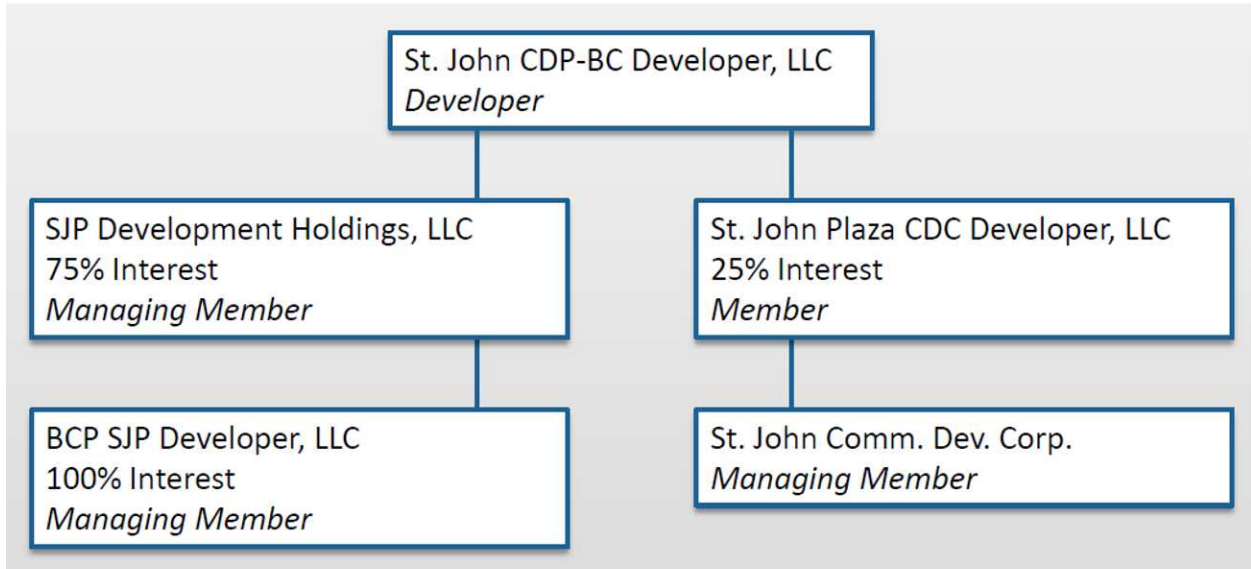 St. John CDP-BC Developer, LLC
Developer
SJP Development Holdings, LLC
75% Interest
Managing Member
St. John Plaza CDC Developer, LLC
25% Interest
Member
BCP SJP Developer, LLC
100% Interest
Managing Member
St. John Comm. Dev. Corp.
Managing Member